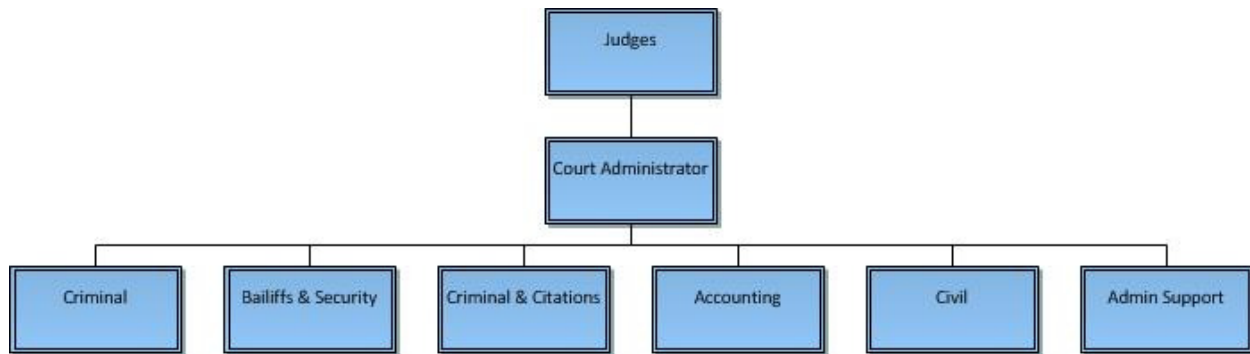 Judges
Court Administrator
Criminal
Bailiffs & Security
Criminal & Citations
Accounting
Civil
Admin Support